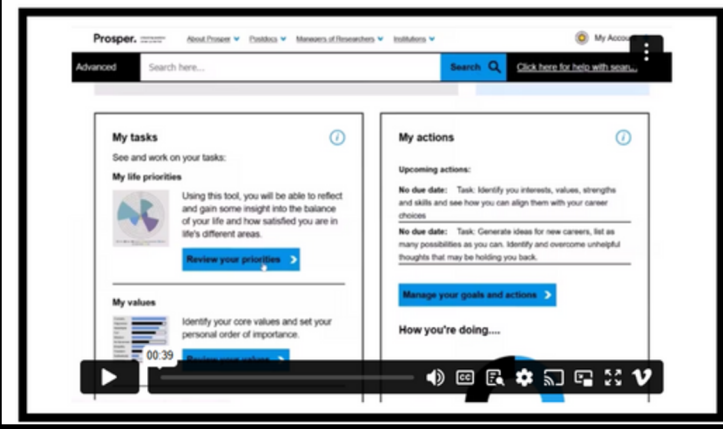 Prosper.
About Prosper
Postdocs
Managers of Researchers
Institutions
My Accou
Advanced
Search here...
Search
Click here for help with sear...
My tasks
See and work on your tasks:
My life priorities
Using this tool, you will be able to reflect
and gain some insight into the balance
of your life and how satisfied you are in
life's different areas.
Review your priorities
My values
Identify your core values and set your
personal order of importance.
Review your values
My actions
Upcoming actions:
No due date: Task: Identify you interests, values, strengths
and skills and see how you can align them with your career
choices
No due date: Task: Generate ideas for new careers, list as
many possibilities as you can. Identify and overcome unhelpful
thoughts that may be holding you back.
Manage your goals and actions
How you're doing....
00:39
CC